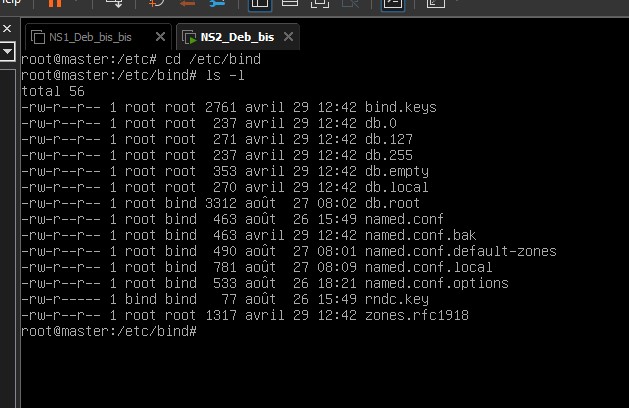 NS1_Deb_bis_bis NS2_Deb_bis
root@master:/etc# cd /etc/bind
root@master:/etc/bind# ls -l
total 56
-rw-r--r-- 1 root root 2761 avril 29 12:42 bind.keys
-rw-r--r-- 1 root root  237 avril 29 12:42 db.0
-rw-r--r-- 1 root root  271 avril 29 12:42 db.127
-rw-r--r-- 1 root root  237 avril 29 12:42 db.255
-rw-r--r-- 1 root root  353 avril 29 12:42 db.empty
-rw-r--r-- 1 root root  270 avril 29 12:42 db.local
-rw-r--r-- 1 root bind 3312 août  27 08:02 db.root
-rw-r--r-- 1 root bind  463 août  26 15:49 named.conf
-rw-r--r-- 1 root bind  463 avril 29 12:42 named.conf.bak
-rw-r--r-- 1 root bind  490 août  27 08:01 named.conf.default-zones
-rw-r--r-- 1 root bind  781 août  27 08:09 named.conf.local
-rw-r--r-- 1 root bind  533 août  26 18:21 named.conf.options
-rw-r----- 1 bind bind   77 août  26 15:49 rndc.key
-rw-r--r-- 1 root root 1317 avril 29 12:42 zones.rfc1918
root@master:/etc/bind#